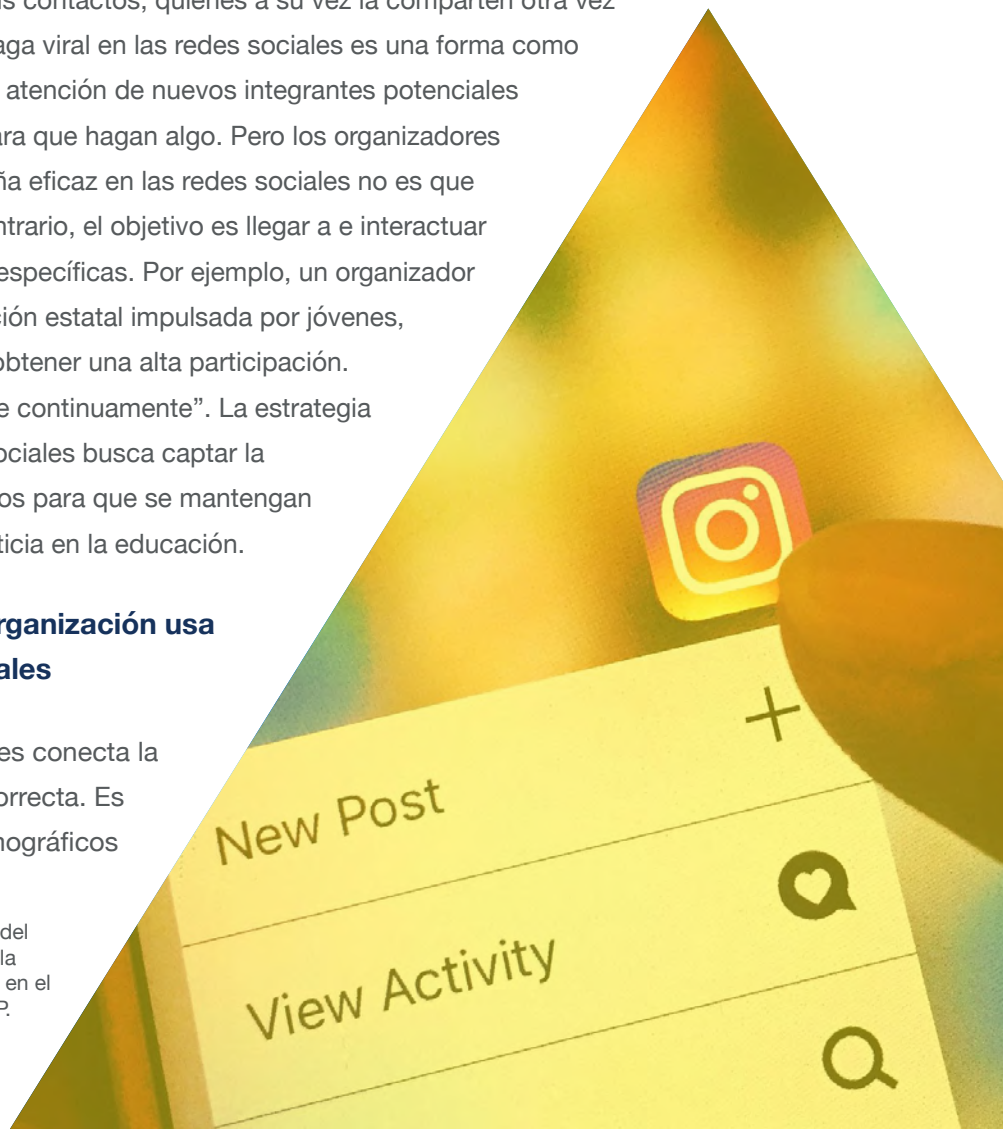 s contactos, quienes a su vez la comparten otra vez
aga viral en las redes sociales es una forma como
atención de nuevos integrantes potenciales
ara que hagan algo. Pero los organizadores
ña eficaz en las redes sociales no es que
ntrario, el objetivo es llegar a e interactuar
específicas. Por ejemplo, un organizador
ción estatal impulsada por jóvenes,
obtener una alta participación.
e continuamente”. La estrategia
ociales busca captar la
os para que se mantengan
ticia en la educación.
rganización usa
ales
es conecta la
orrecta. Es
nográficos
del
la
en el
P.
New Post
View Activity